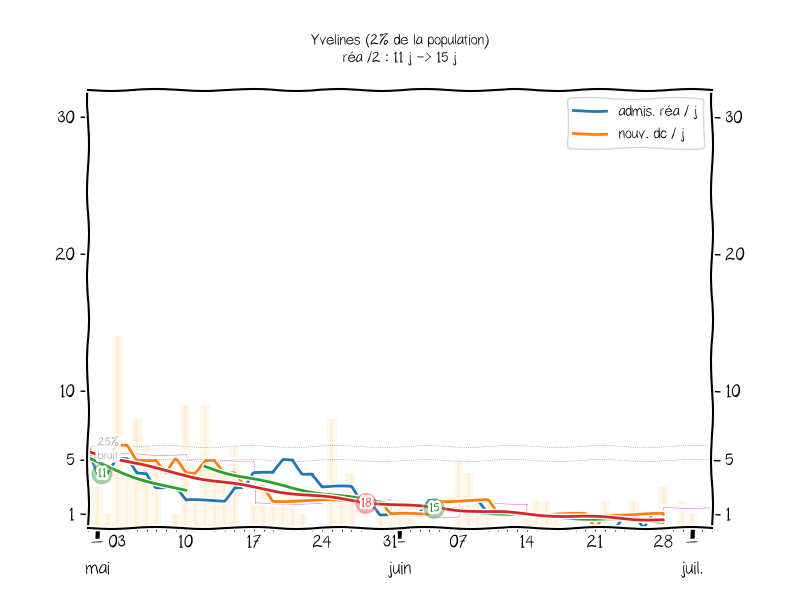 Yvelines (2% de la population)
réa /2 : 11 j -> 15 j
admis. réa / j
nouv. dc / j
30
30
20
20
10
10
25%
bruit
5
5
11
18
15
1
1
03
10
17
24
31
07
14
21
28
mai
juin
juil.